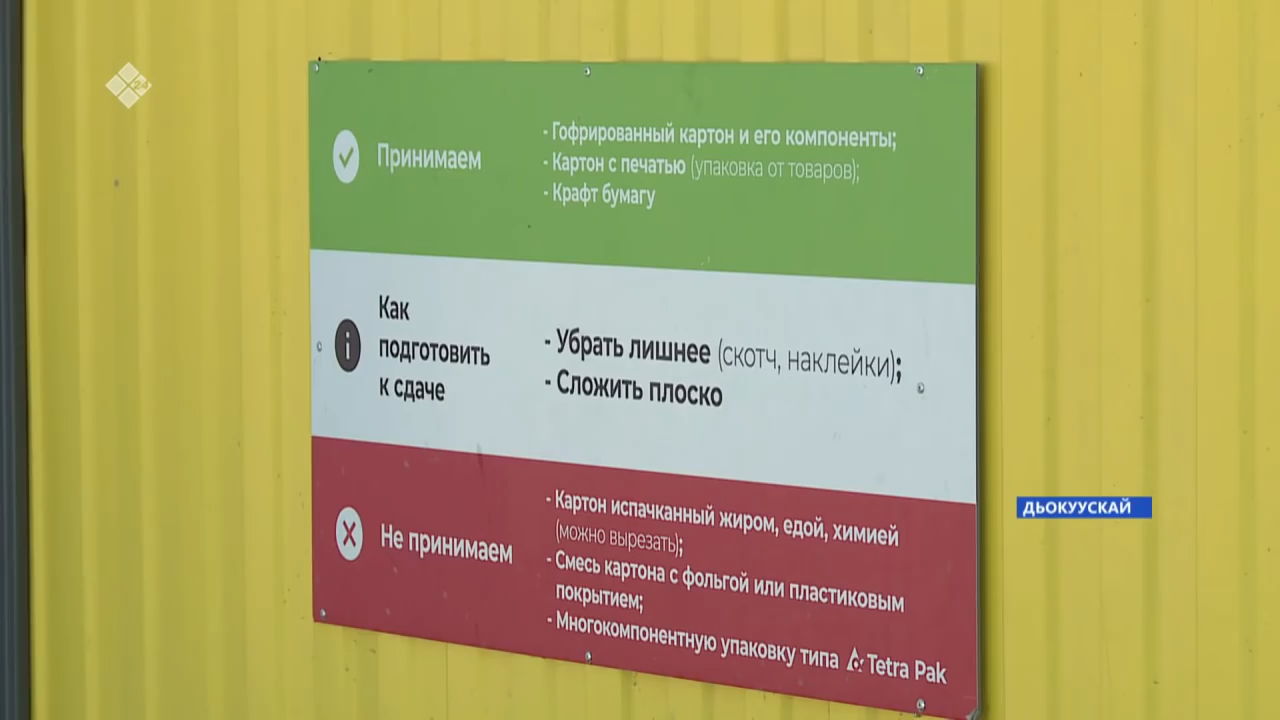 24
Принимаем
- Гофрированный картон и его компоненты;
- Картон с печатью (упаковка от товаров);
- Крафт бумагу
Как
подготовить
к сдаче
- Убрать лишнее (скотч, наклейки);
- Сложить плоско
Не принимаем
- Картон испачканный жиром, едой, химией
(можно вырезать);
- Смесь картона с фольгой или пластиковым
покрытием;
- Многокомпонентную упаковку типа Tetra Pak
ДЬОКУУСКАЙ